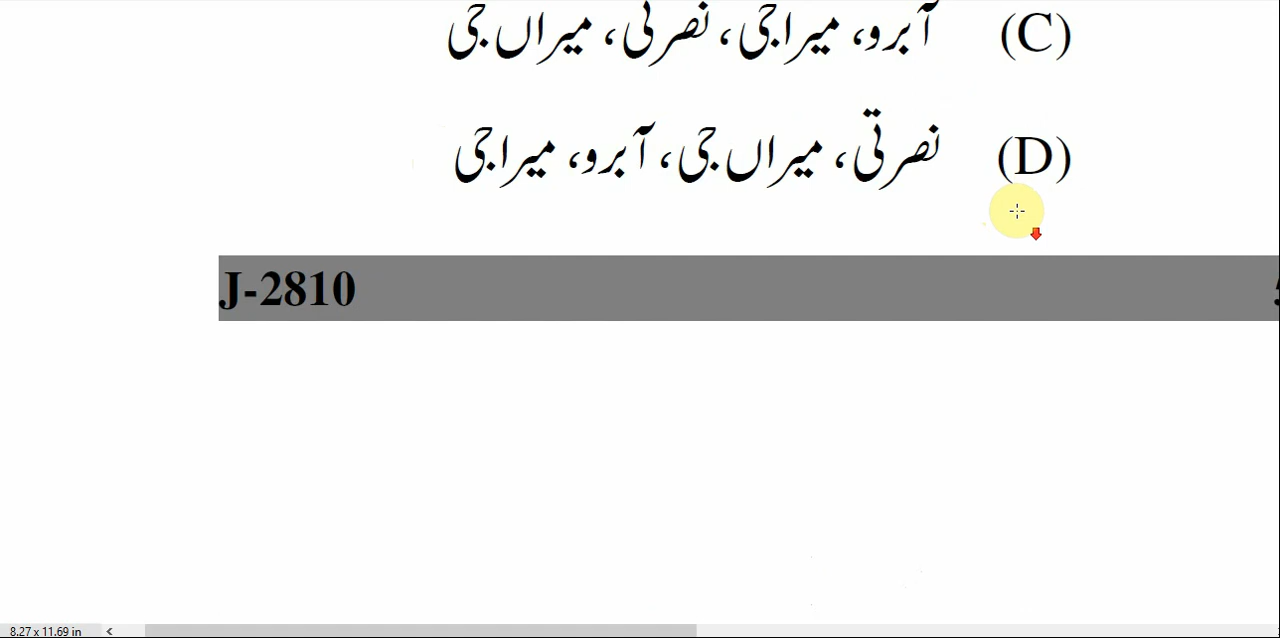 (C) آبرو، میراجی، نصرتی، میراں جی
(D) نصرتی، میراں جی، آبرو، میراجی
J-2810
8.27 x 11.69 in